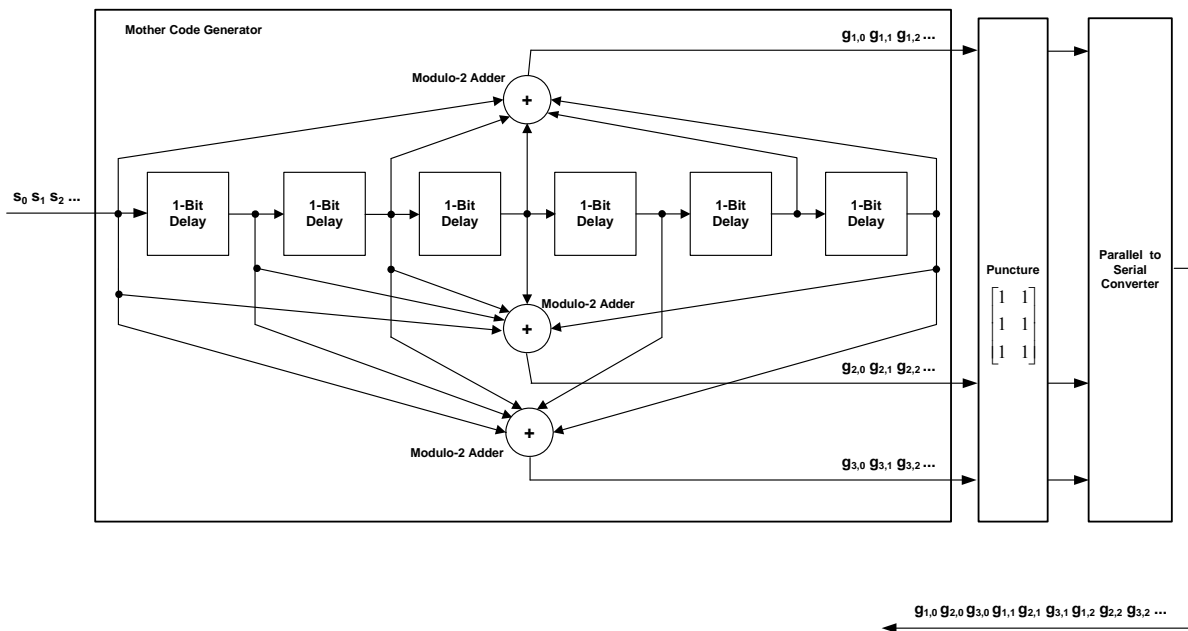 Mother Code Generator
g1,0 g1,1 g1,2 ...
Modulo-2 Adder
+
s0 s1 s2 ...
1-Bit
Delay
1-Bit
Delay
1-Bit
Delay
1-Bit
Delay
1-Bit
Delay
1-Bit
Delay
Modulo-2 Adder
+
g2,0 g2,1 g2,2 ...
+
Modulo-2 Adder
g3,0 g3,1 g3,2 ...
Puncture
[1 1]
[1 1]
[1 1]
Parallel to
Serial
Converter
g1,0 g2,0 g3,0 g1,1 g2,1 g3,1 g1,2 g2,2 g3,2 ...